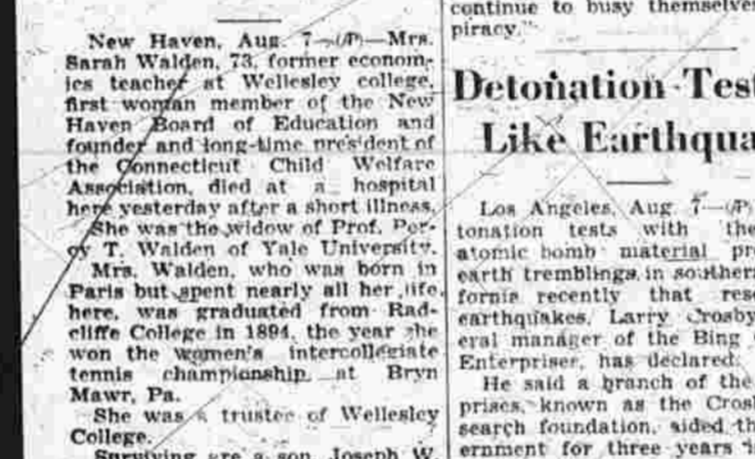 New Haven, Aug. 7—(AP)—Mrs.
Sarah Walden, 73, former econom-
ics teacher at Wellesley college,
first woman member of the New
Haven Board of Education and
founder and long-time president of
the Connecticut Child Welfare
Association, died at a hospital
here yesterday after a short illness.
She was the widow of Prof. Per-
cy T. Walden of Yale University.
Mrs. Walden, who was born in
Paris but spent nearly all her life
here, was graduated from Rad-
cliffe College in 1894, the year she
won the women's intercollegiate
tennis championship at Bryn
Mawr, Pa.
She was a trustee of Wellesley
College.
Surviving are a son, Joseph W.
continue to busy themselves
piracy."
Detonation Tes
Like Earthqua
Los Angeles, Aug. 7—(AP)
tonation tests with the
atomic bomb material pr
earth tremblings in southern
fornia recently that res
earthquakes, Larry Crosby
eral manager of the Bing
Enterpriser, has declared.
He said a branch of the
prises, known as the Cros
search foundation, aided th
ernment for three years